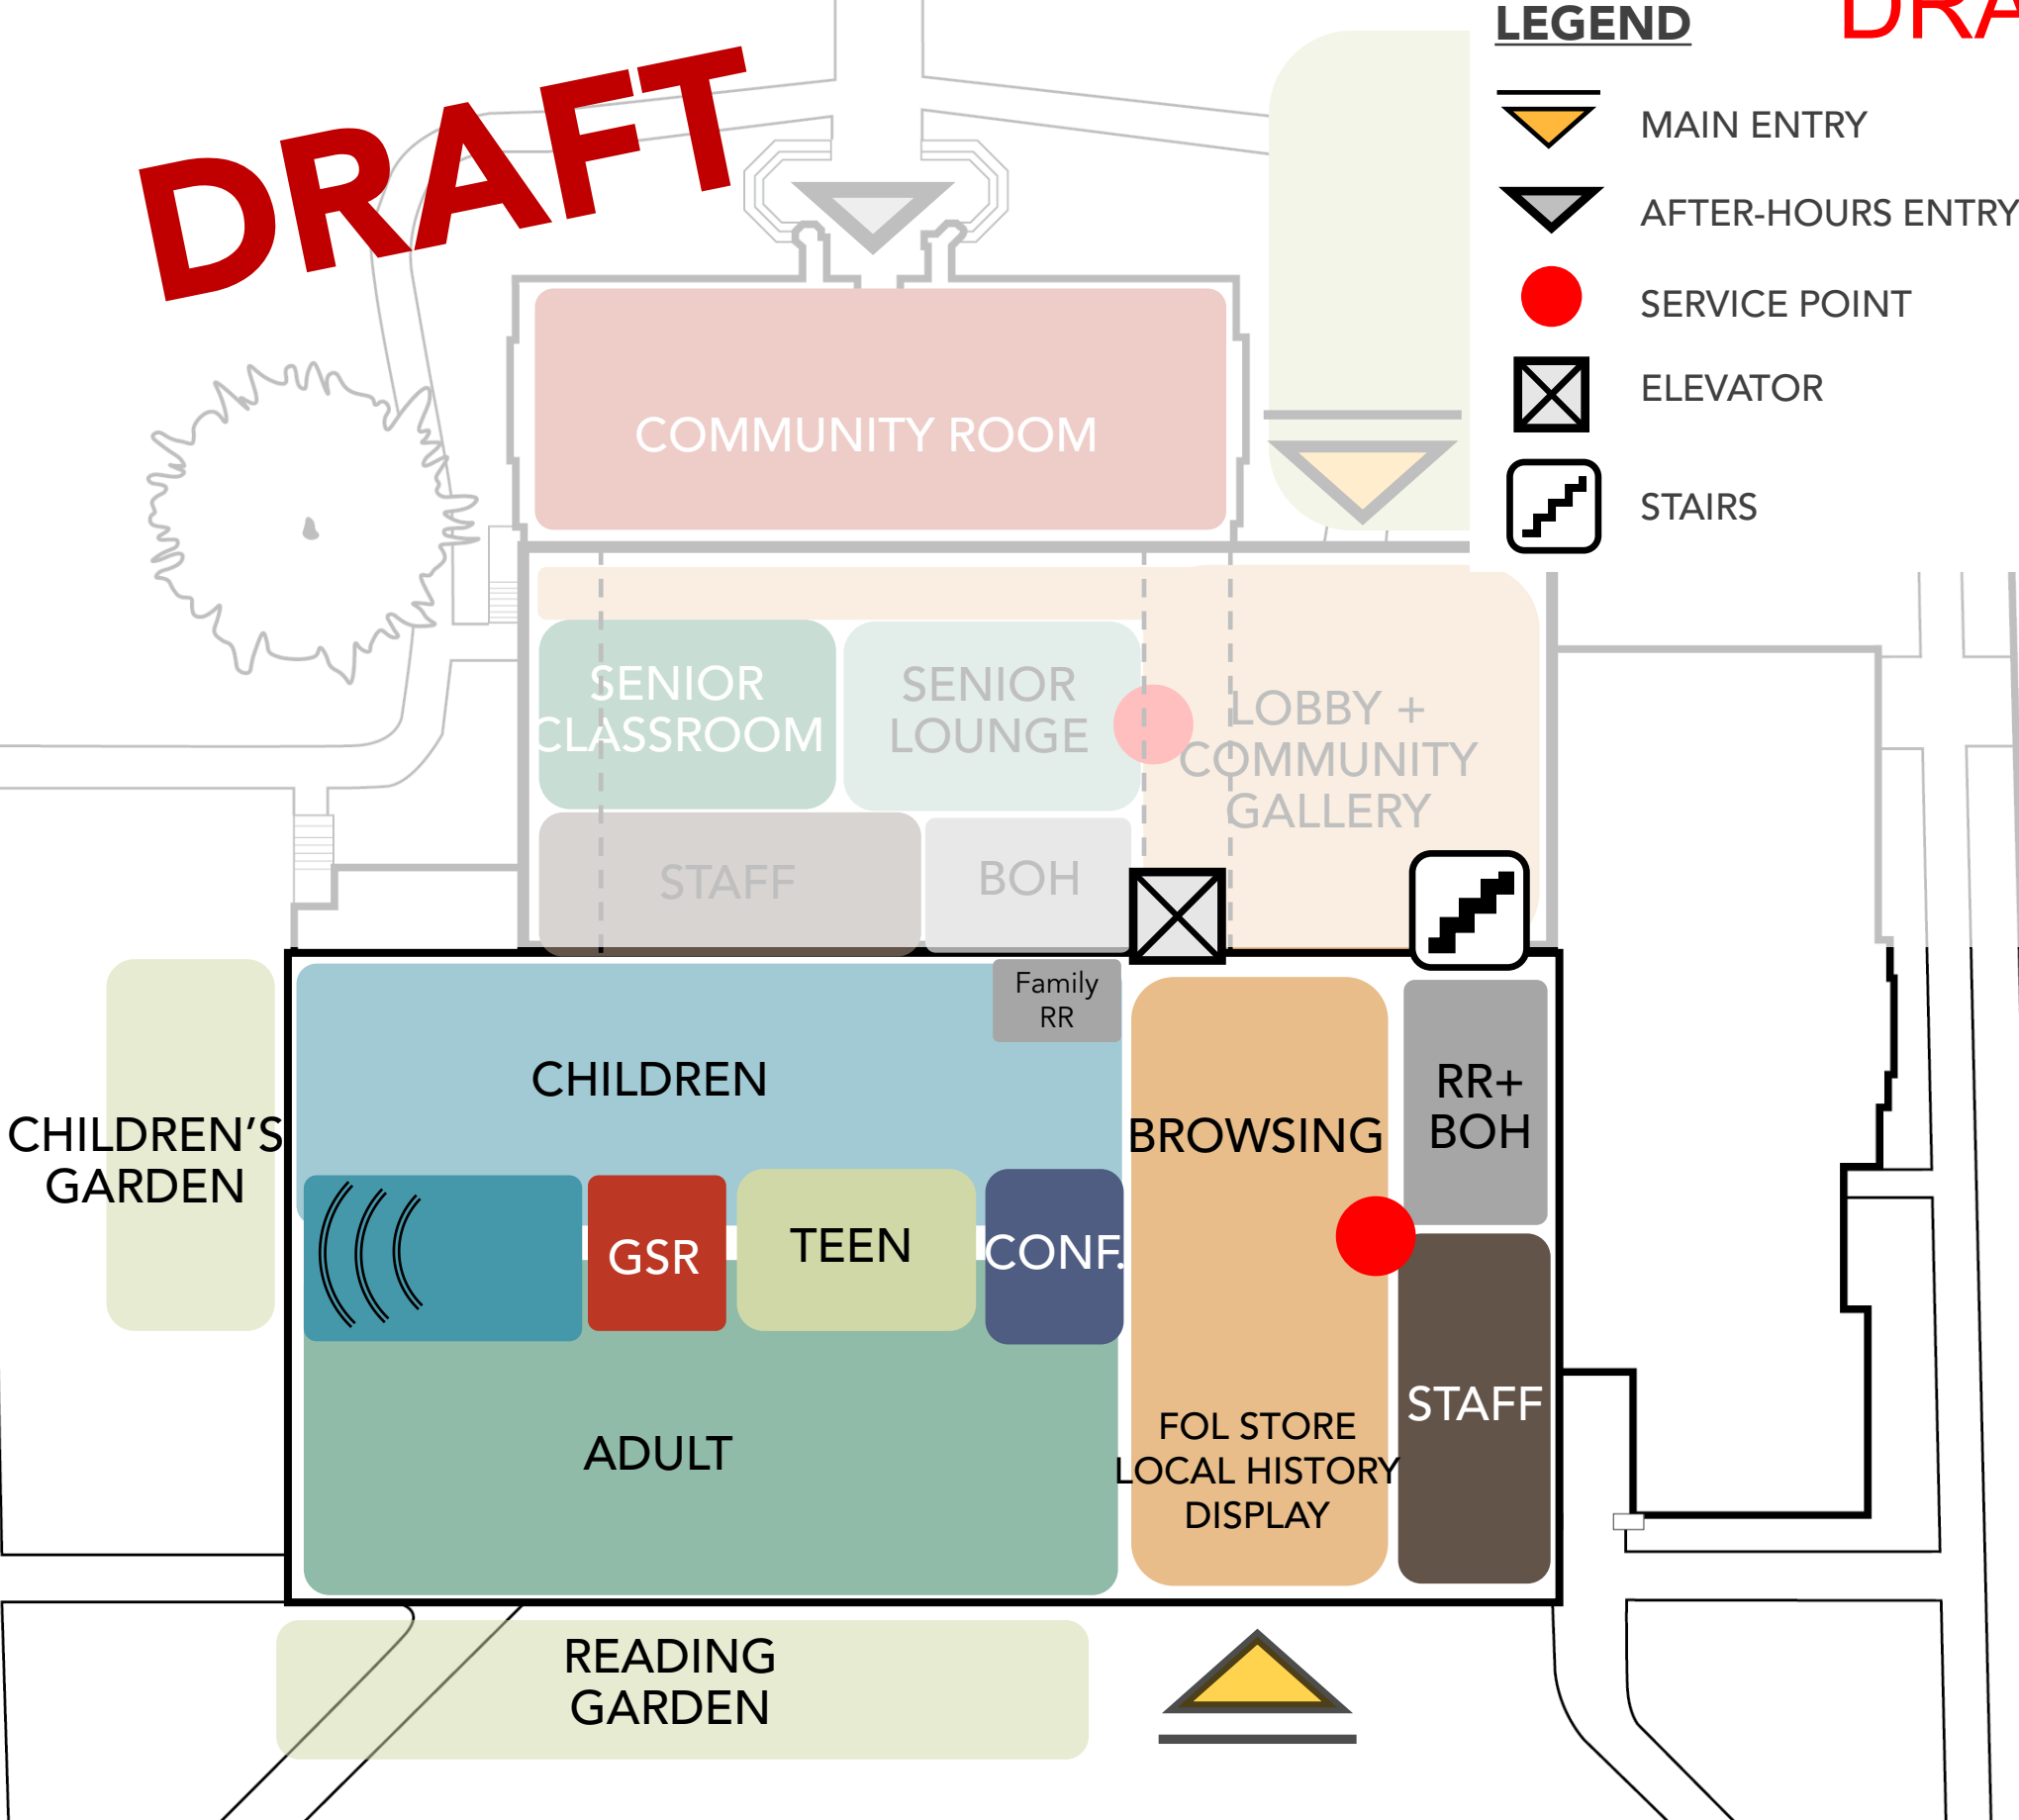 LEGEND
DRAFT
MAIN ENTRY
AFTER-HOURS ENTRY
SERVICE POINT
ELEVATOR
STAIRS
COMMUNITY ROOM
SENIOR
CLASSROOM
SENIOR
LOUNGE
LOBBY +
COMMUNITY
GALLERY
STAFF
BOH
Family
RR
CHILDREN
CHILDREN'S
GARDEN
BROWSING
RR+
BOH
GSR
TEEN
CONF.
ADULT
FOL STORE
LOCAL HISTORY
DISPLAY
STAFF
READING
GARDEN